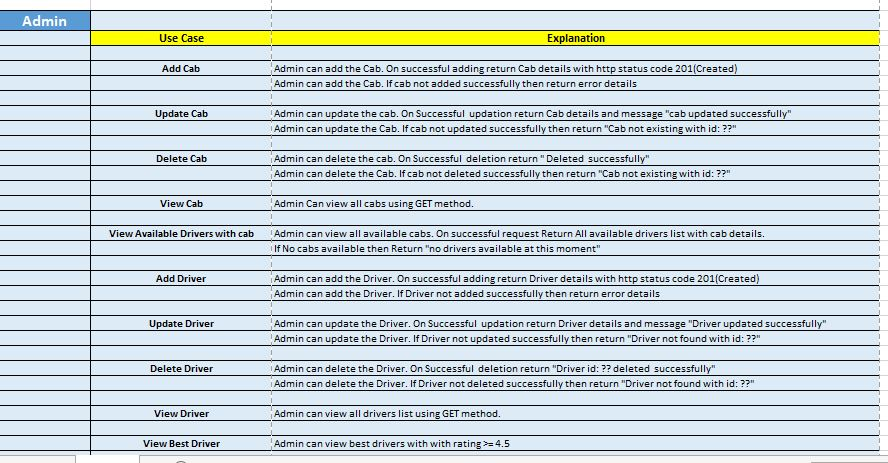 Admin
Use Case Explanation
Add Cab Admin can add the Cab. On successful adding return Cab details with http status code 201(Created)
Admin can add the Cab. If cab not added successfully then return error details
Update Cab Admin can update the cab. On Successful updation return Cab details and message "cab updated successfully"
Admin can update the Cab. If cab not updated successfully then return "Cab not existing with id: ??"
Delete Cab Admin can delete the cab. On Successful deletion return " Deleted successfully"
Admin can delete the Cab. If cab not deleted successfully then return "Cab not existing with id: ??"
View Cab Admin Can view all cabs using GET method.
View Available Drivers with cab Admin can view all available cabs. On successful request Return All available drivers list with cab details.
If No cabs available then Return "no drivers available at this moment"
Add Driver Admin can add the Driver. On successful adding return Driver details with http status code 201(Created)
Admin can add the Driver. If Driver not added successfully then return error details
Update Driver Admin can update the Driver. On Successful updation return Driver details and message "Driver updated successfully"
Admin can update the Driver. If Driver not updated successfully then return "Driver not found with id: ??"
Delete Driver Admin can delete the Driver. On Successful deletion return "Driver id: ?? deleted successfully"
Admin can delete the Driver. If Driver not deleted successfully then return "Driver not found with id: ??"
View Driver Admin can view all drivers list using GET method.
View Best Driver Admin can view best drivers with with rating >= 4.5